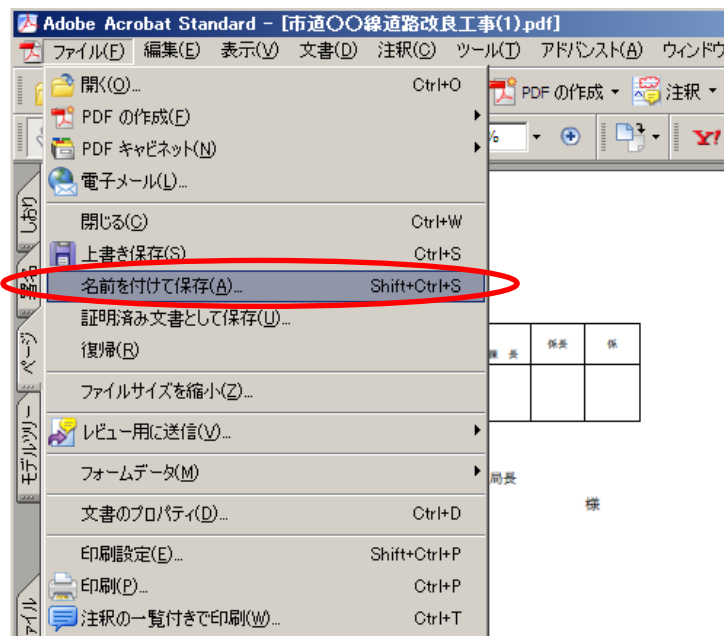 Adobe Acrobat Standard - [市道〇〇線道路改良工事(1).pdf]
ファイル(F) 編集(E) 表示(V) 文書(D) 注釈(C) ツール(T) アドバンスト(A) ウィンドウ
開く(O)... Ctrl+O
PDF の作成 注釈
PDF の作成(F)
PDF キャビネット(N)
%
Y!
電子メール(L)...
しおり
閉じる(C) Ctrl+W
上書き保存(S) Ctrl+S
署名
名前を付けて保存(A)... Shift+Ctrl+S
証明済み文書として保存(U)...
復帰(R)
ページ
課 長 係長 係
ファイルサイズを縮小(Z)...
レビュー用に送信(V)...
モデルツリー
フォームデータ(M)
局長
様
文書のプロパティ(D)... Ctrl+D
印刷設定(E)... Shift+Ctrl+P
印刷(P)... Ctrl+P
注釈の一覧付きで印刷(W)... Ctrl+T
ァイル